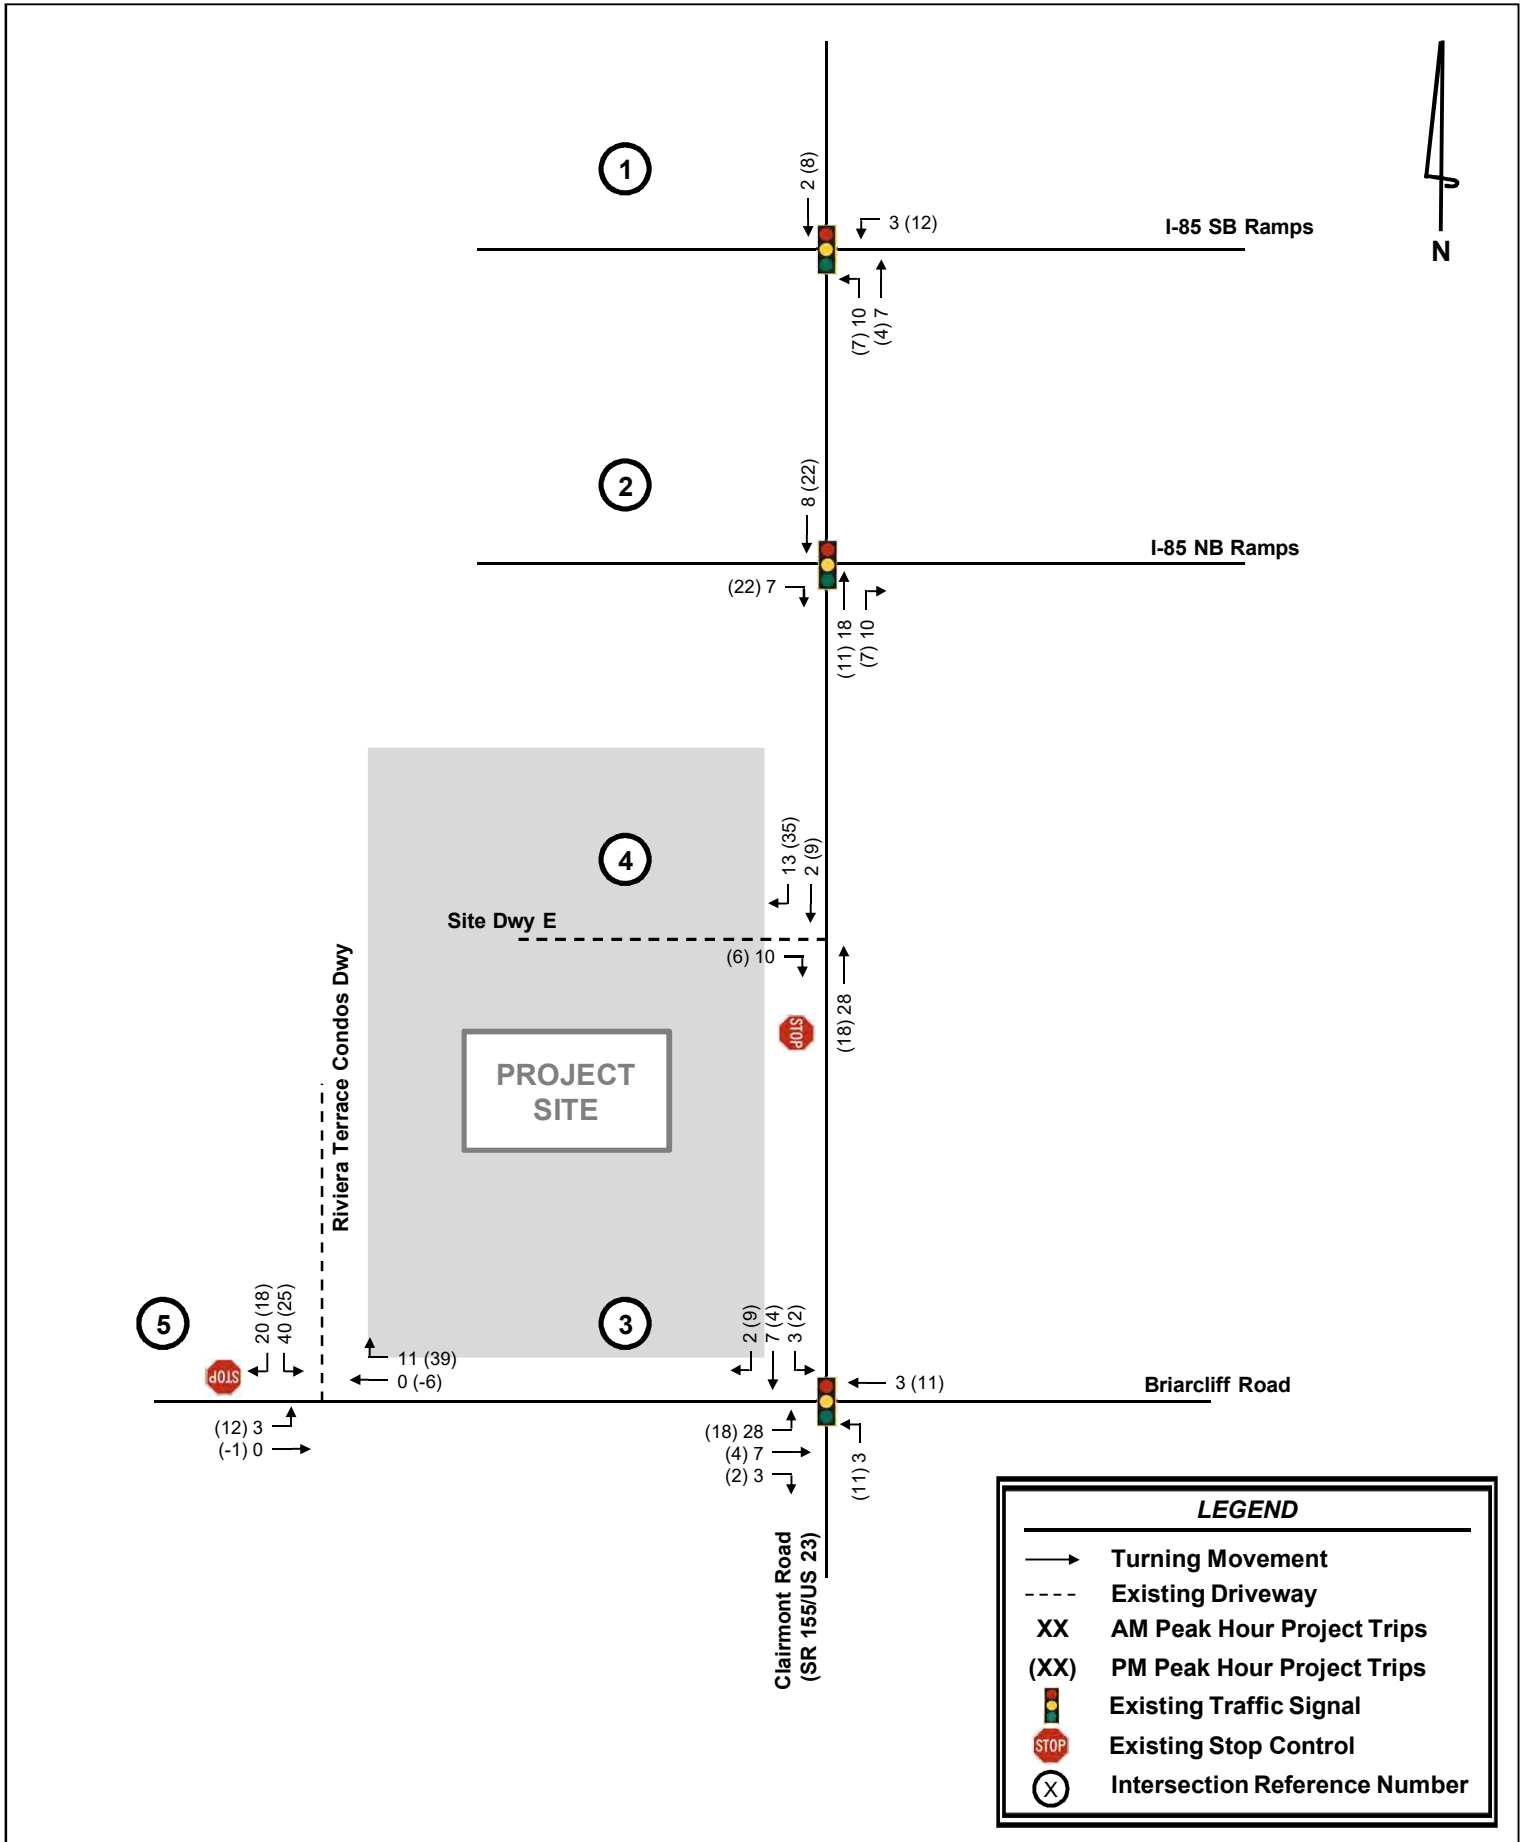 1
2 (8)
3 (12)
I-85 SB Ramps
N
(7) 10
(4) 7
2
8 (22)
I-85 NB Ramps
(22) 7
(11) 18
(7) 10
4
13 (35)
2 (9)
Site Dwy E
(6) 10
(18) 28
STOP
Riviera Terrace Condos Dwy
PROJECT
SITE
5
20 (18)
40 (25)
3
2 (9)
7 (4)
3 (2)
STOP
11 (39)
0 (-6)
3 (11)
Briarcliff Road
(12) 3
(-1) 0
(18) 28
(4) 7
(2) 3
(11) 3
Clairmont Road
(SR 155/US 23)
LEGEND
Turning Movement
Existing Driveway
XX AM Peak Hour Project Trips
(XX) PM Peak Hour Project Trips
Existing Traffic Signal
STOP Existing Stop Control
X Intersection Reference Number